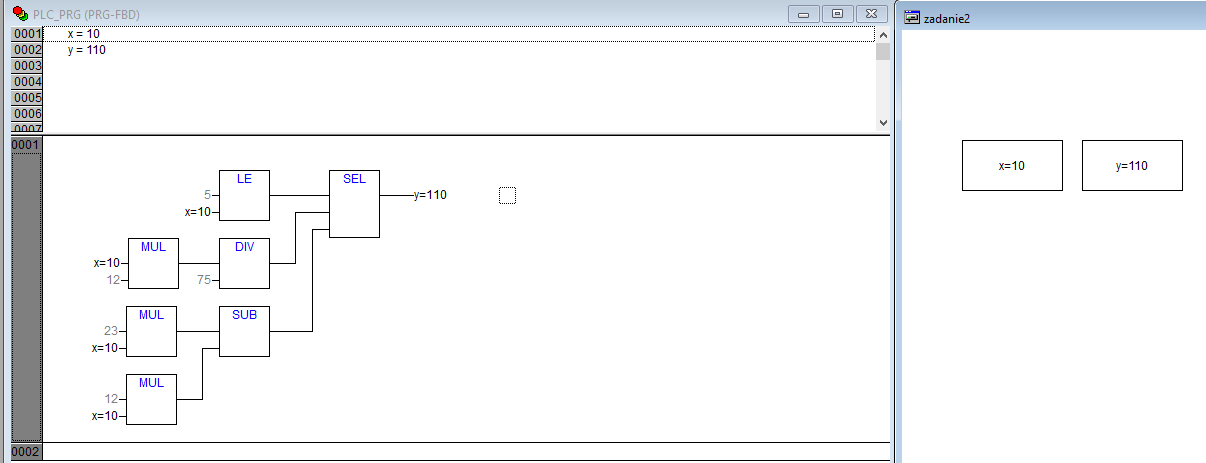 PLC_PRG (PRG-FBD)
0001 x = 10
0002 y = 110
0003
0004
0005
0006
0007
0001
LE
SEL
5
y=110
x=10
MUL
DIV
x=10
12
75
MUL
SUB
23
x=10
MUL
12
x=10
0002
zadanie2
x=10
y=110